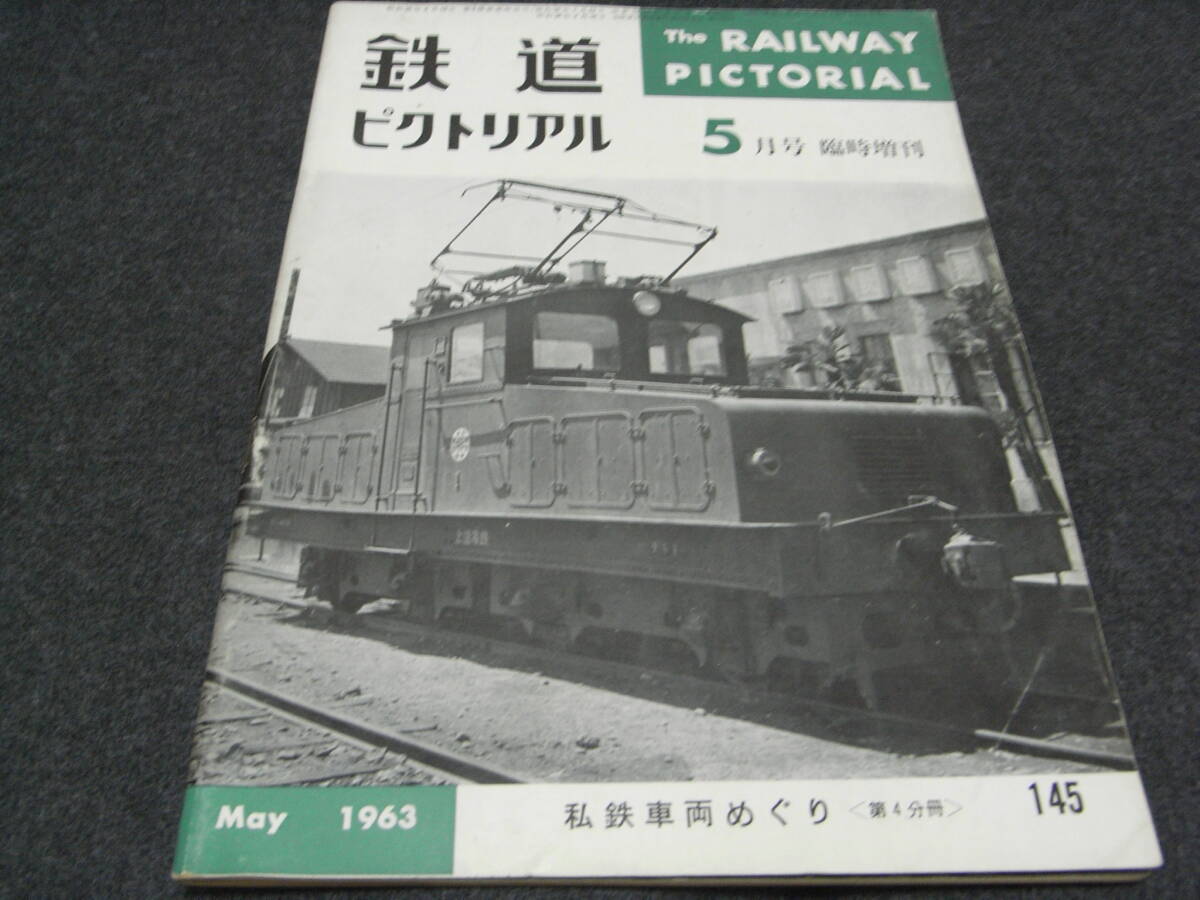 鉄道
ピクトリアル
The RAILWAY
PICTORIAL
5月号 臨時増刊
1
May 1963
私鉄車両めぐり <第4分冊>
145